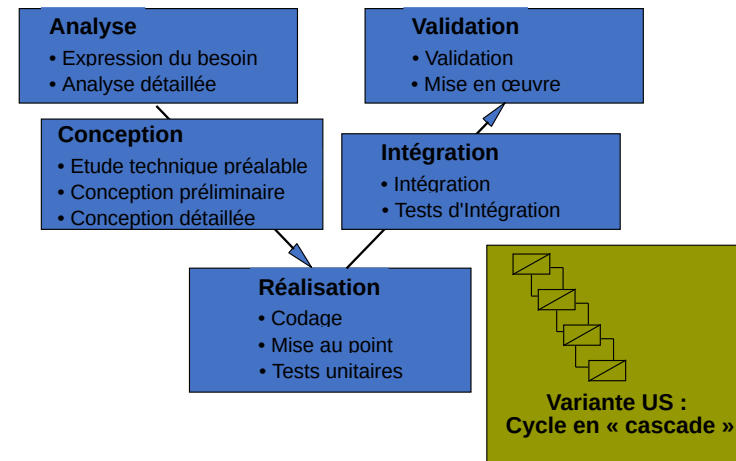 Analyse
• Expression du besoin
• Analyse détaillée
Conception
• Etude technique préalable
• Conception préliminaire
• Conception détaillée
Réalisation
• Codage
• Mise au point
• Tests unitaires
Intégration
• Intégration
• Tests d'Intégration
Validation
• Validation
• Mise en œuvre
Variante US :
Cycle en « cascade »